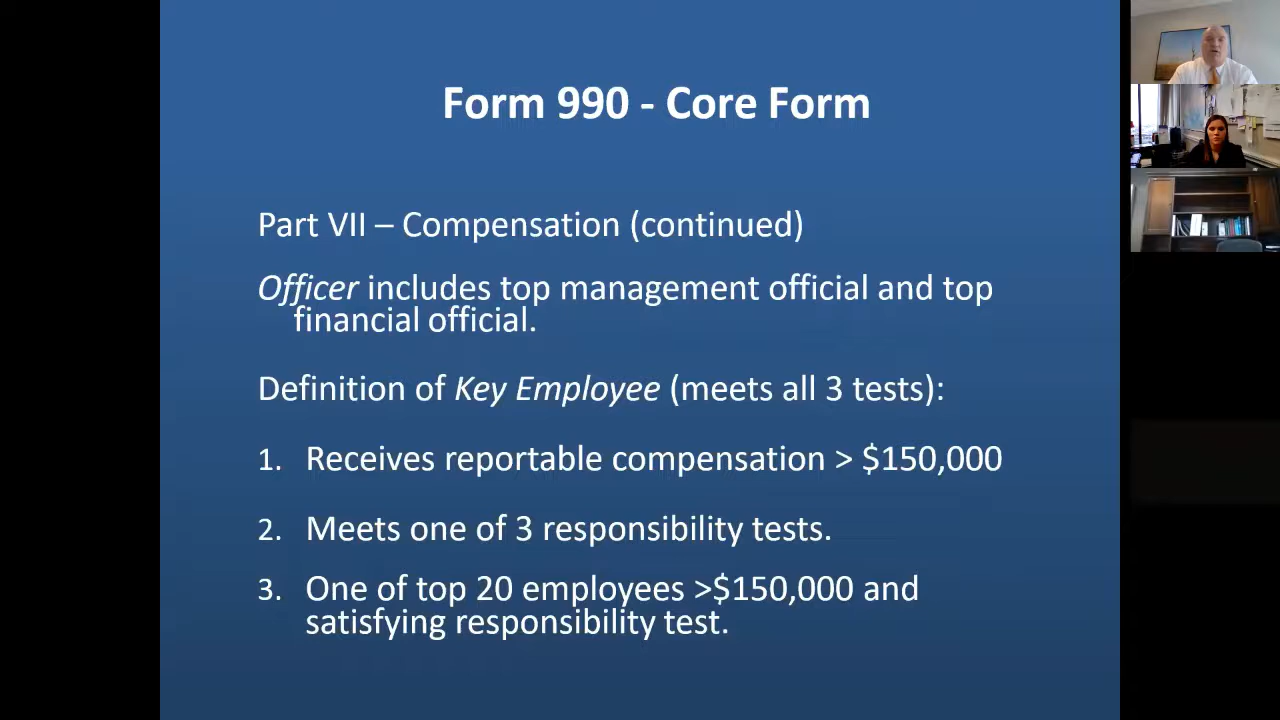 Form 990 - Core Form
Part VII – Compensation (continued)
Officer includes top management official and top
financial official.
Definition of Key Employee (meets all 3 tests):
1. Receives reportable compensation > $150,000
2. Meets one of 3 responsibility tests.
3. One of top 20 employees >$150,000 and
satisfying responsibility test.